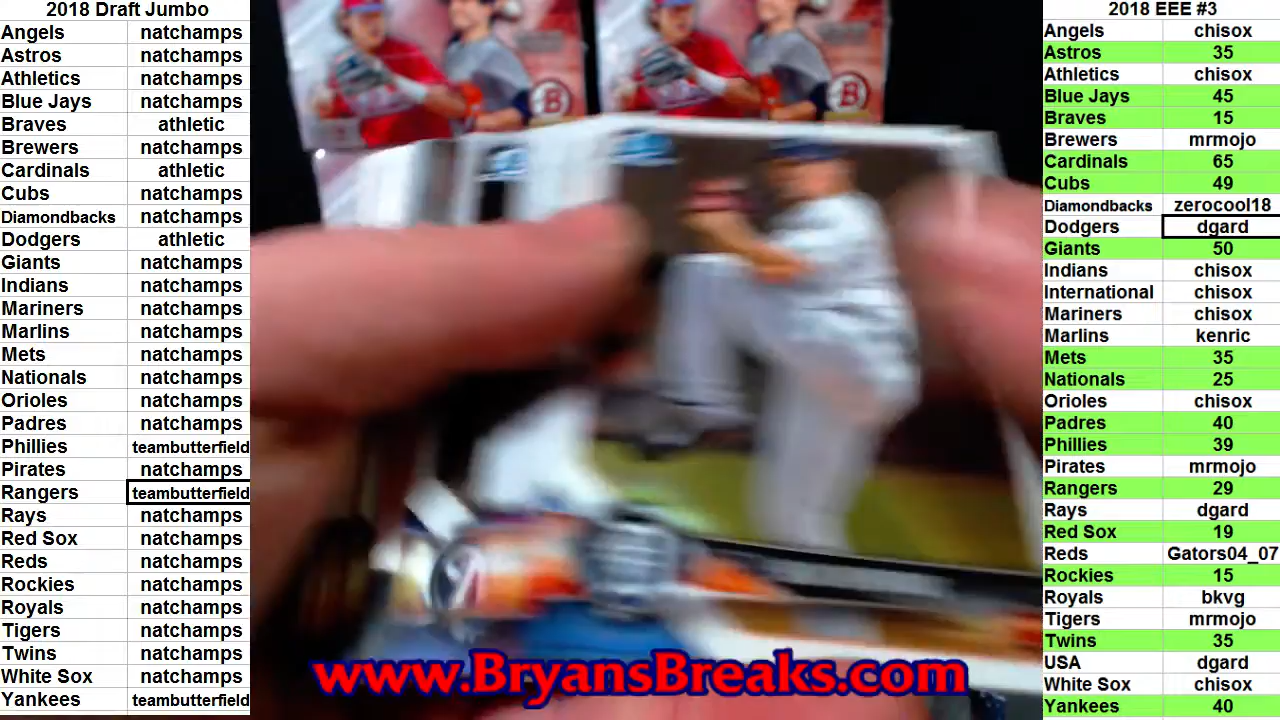 2018 Draft Jumbo
Angels natchamps
Astros natchamps
Athletics natchamps
Blue Jays natchamps
Braves athletic
Brewers natchamps
Cardinals athletic
Cubs natchamps
Diamondbacks natchamps
Dodgers athletic
Giants natchamps
Indians natchamps
Mariners natchamps
Marlins natchamps
Mets natchamps
Nationals natchamps
Orioles natchamps
Padres natchamps
Phillies teambutterfield
Pirates natchamps
Rangers teambutterfield
Rays natchamps
Red Sox natchamps
Reds natchamps
Rockies natchamps
Royals natchamps
Tigers natchamps
Twins natchamps
White Sox natchamps
Yankees teambutterfield
B
B
www.BryansBreaks.com
2018 EEE #3
Angels chisox
Astros 35
Athletics chisox
Blue Jays 45
Braves 15
Brewers mrmojo
Cardinals 65
Cubs 49
Diamondbacks zerocool18
Dodgers dgard
Giants 50
Indians chisox
International chisox
Mariners chisox
Marlins kenric
Mets 35
Nationals 25
Orioles chisox
Padres 40
Phillies 39
Pirates mrmojo
Rangers 29
Rays dgard
Red Sox 19
Reds Gators04_07
Rockies 15
Royals bkvg
Tigers mrmojo
Twins 35
USA dgard
White Sox chisox
Yankees 40